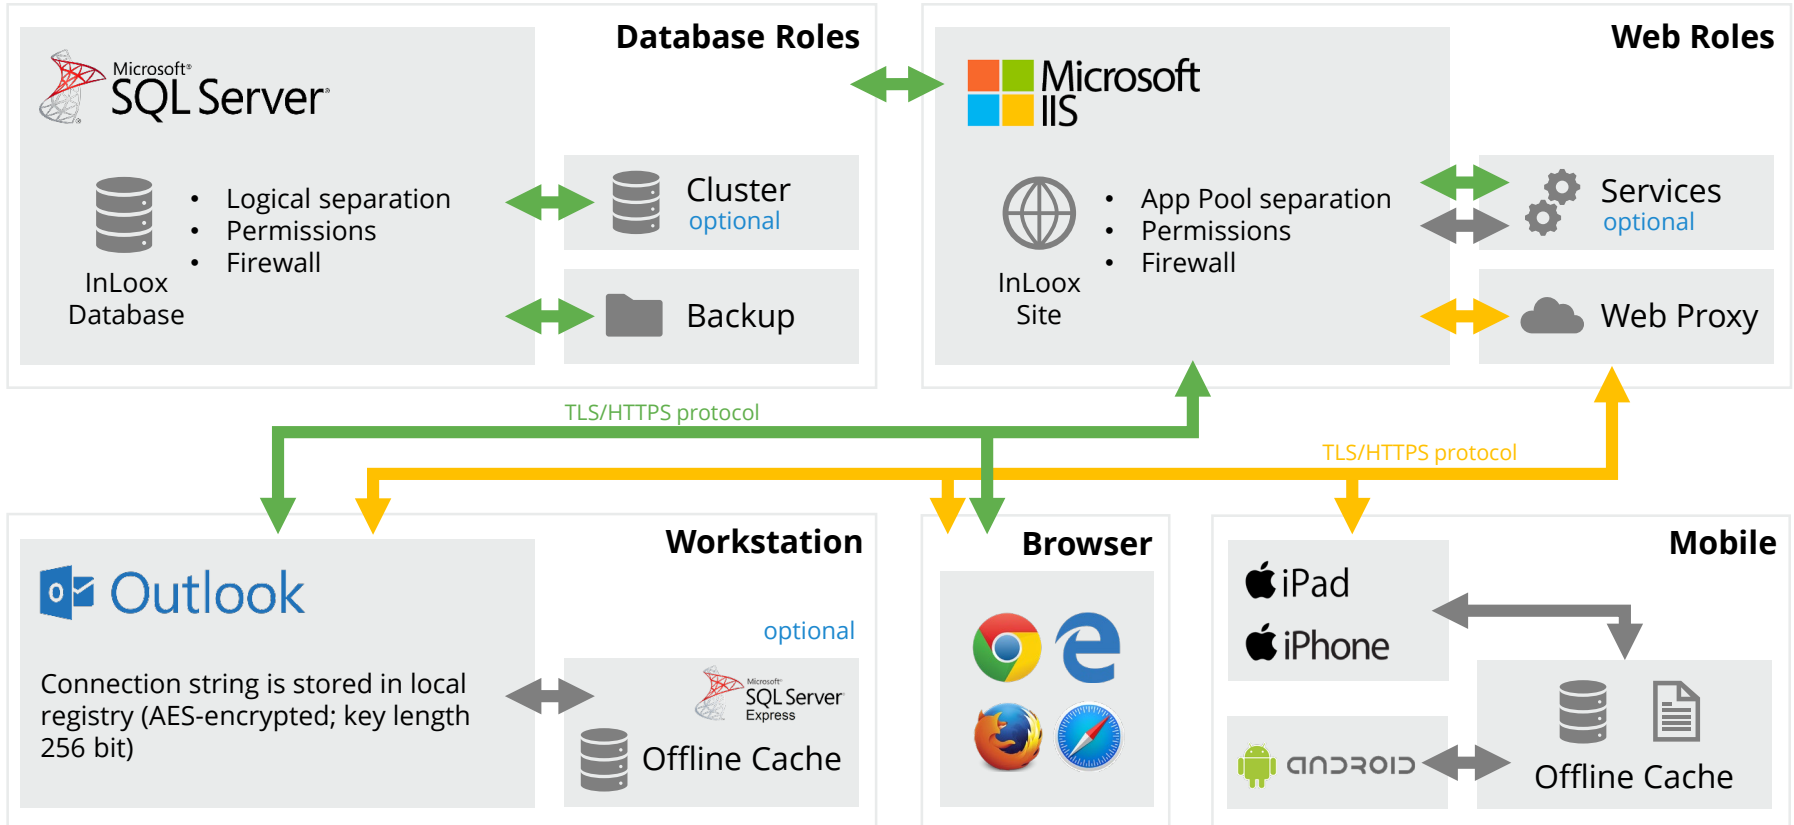 Database Roles
Microsoft®
SQL Server®
InLoox
Database
• Logical separation
• Permissions
• Firewall
Cluster
optional
Backup
Web Roles
Microsoft
IIS
InLoox
Site
• App Pool separation
• Permissions
• Firewall
Services
optional
Web Proxy
TLS/HTTPS protocol
TLS/HTTPS protocol
Workstation
Outlook
Connection string is stored in local
registry (AES-encrypted; key length
256 bit)
optional
Microsoft®
SQL Server®
Express
Offline Cache
Browser
Mobile
iPad
iPhone
android
Offline Cache